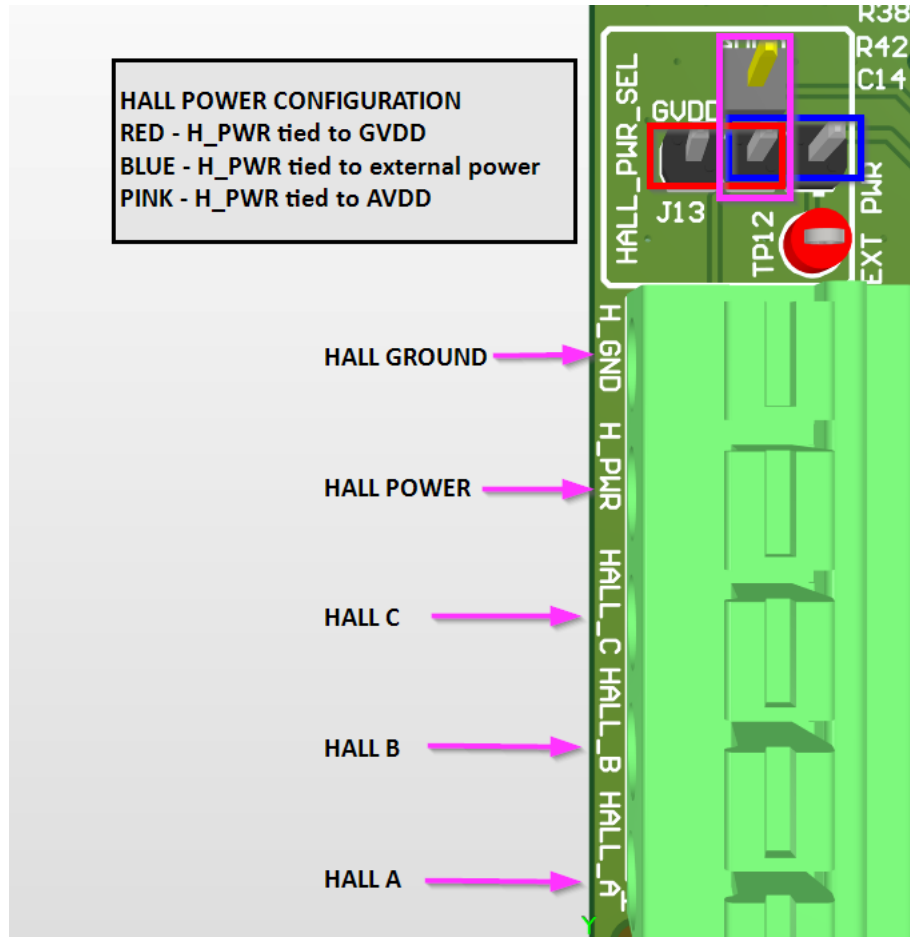 R38
R42
C14
HALL POWER CONFIGURATION
RED - H_PWR tied to GVDD
BLUE - H_PWR tied to external power
PINK - H_PWR tied to AVDD
HALL_PWR_SEL
GVDD
J13
TP12
EXT PWR
HALL GROUND
H_GND
HALL POWER
H_PWR
HALL C
HALL_C
HALL B
HALL_B
HALL A
HALL_A
Y